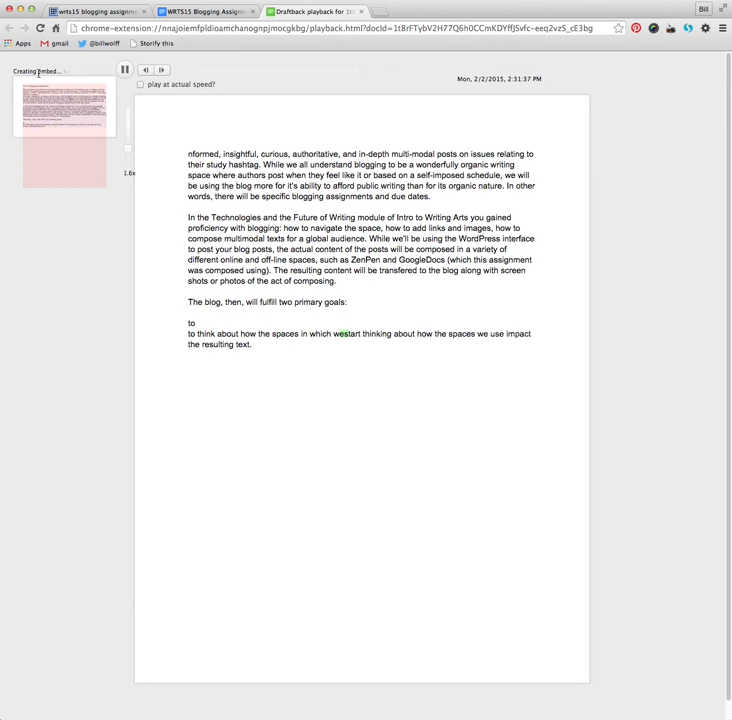 Bill
wrts15 blogging assignm
WRTS15 Blogging Assignm
Draftback playback for 1t
chrome-extension://nnajoiemfpldioamchanognpjmocgkbg/playback.html?docId=1t8rFTybV2H77Q6h0CCmKDYffJSvfc-eeq2vzS_cE3bg
Apps
gmail
@billwolff
Storify this
Creating embed...
play at actual speed?
Mon, 2/2/2015, 2:31:37 PM
1.6x
nformed, insightful, curious, authoritative, and in-depth multi-modal posts on issues relating to
their study hashtag. While we all understand blogging to be a wonderfully organic writing
space where authors post when they feel like it or based on a self-imposed schedule, we will
be using the blog more for it's ability to afford public writing than for its organic nature. In other
words, there will be specific blogging assignments and due dates.
In the Technologies and the Future of Writing module of Intro to Writing Arts you gained
proficiency with blogging: how to navigate the space, how to add links and images, how to
compose multimodal texts for a global audience. While we'll be using the WordPress interface
to post your blog posts, the actual content of the posts will be composed in a variety of
different online and off-line spaces, such as ZenPen and GoogleDocs (which this assignment
was composed using). The resulting content will be transfered to the blog along with screen
shots or photos of the act of composing.
The blog, then, will fulfill two primary goals:
to
to think about how the spaces in which westart thinking about how the spaces we use impact
the resulting text.